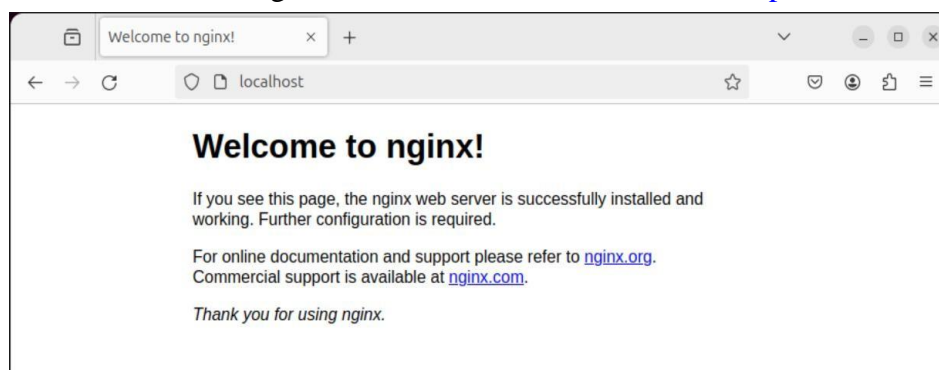 Welcome to nginx!
localhost
Welcome to nginx!
If you see this page, the nginx web server is successfully installed and
working. Further configuration is required.
For online documentation and support please refer to nginx.org.
Commercial support is available at nginx.com.
Thank you for using nginx.